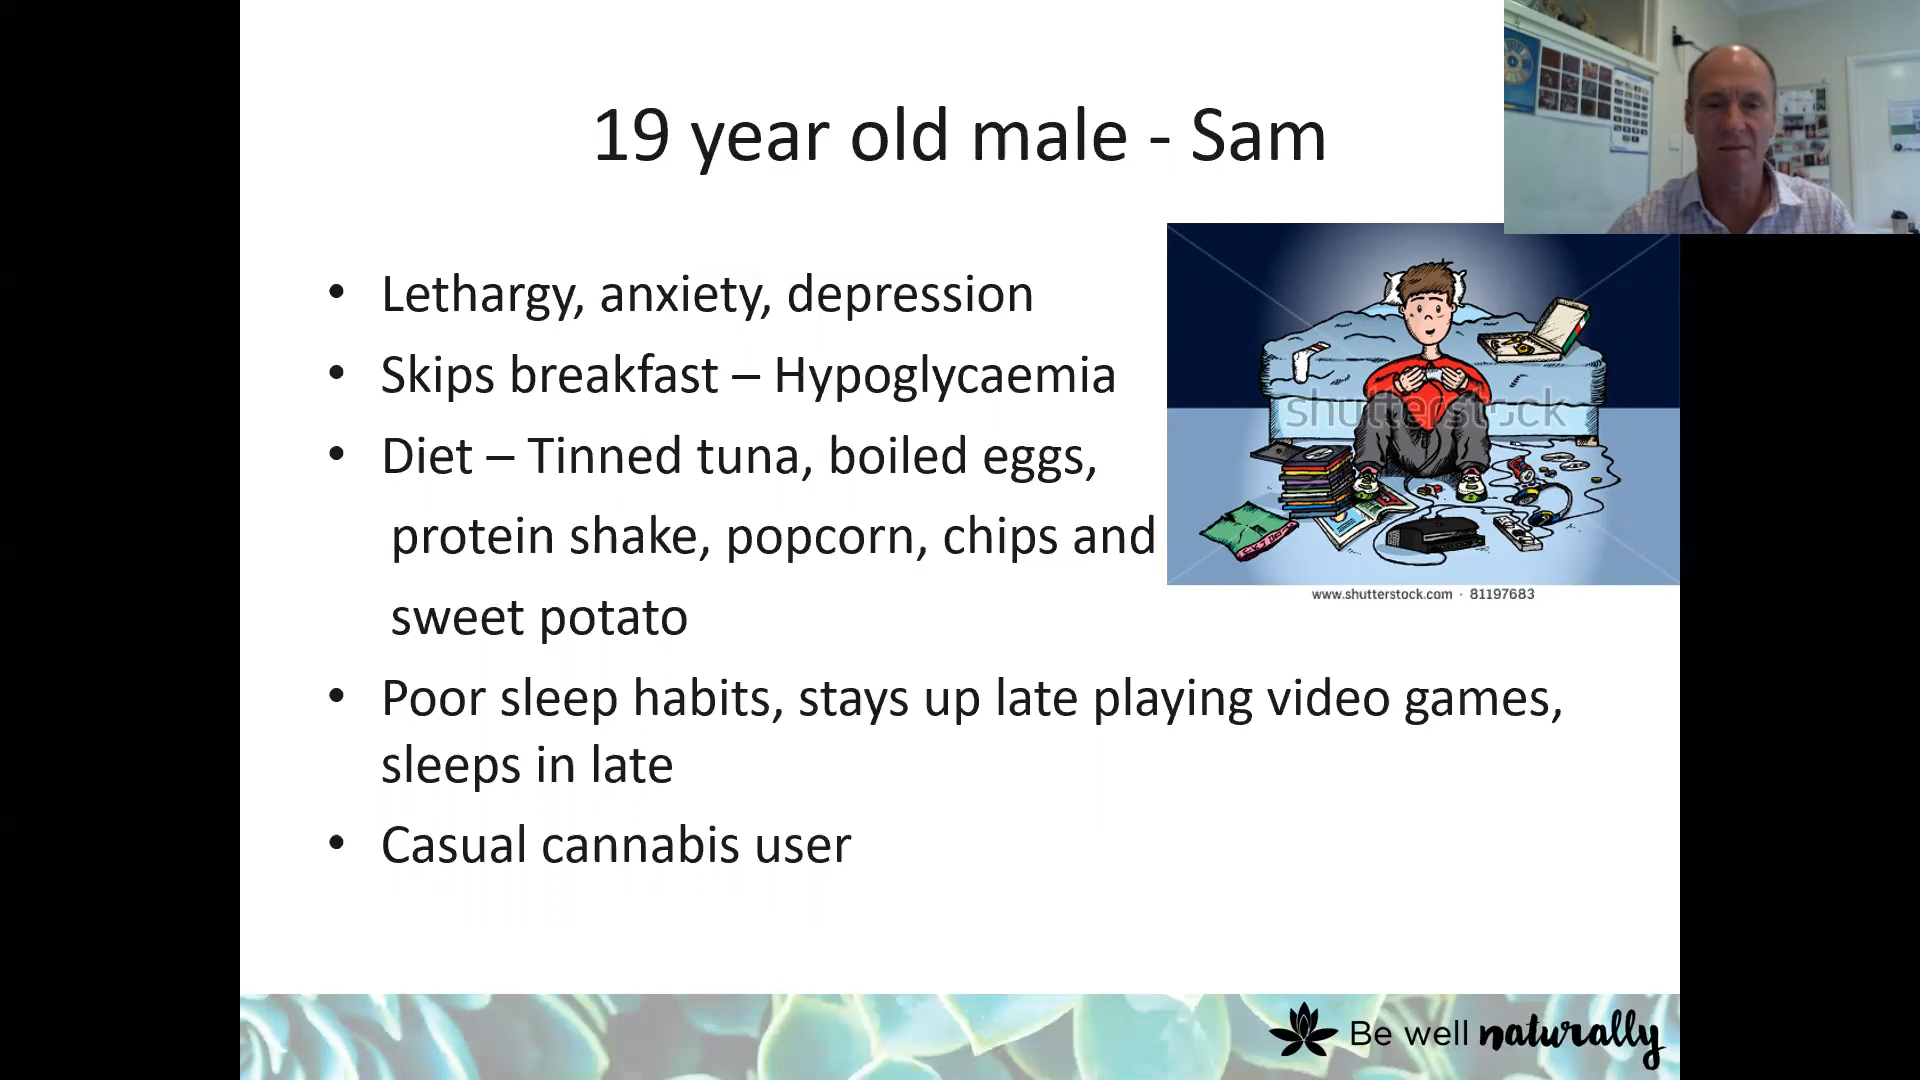 19 year old male - Sam
• Lethargy, anxiety, depression
• Skips breakfast – Hypoglycaemia
• Diet – Tinned tuna, boiled eggs,
protein shake, popcorn, chips and
sweet potato
shutterstock
www.shutterstock.com · 81197683
• Poor sleep habits, stays up late playing video games,
sleeps in late
• Casual cannabis user
Be well naturally